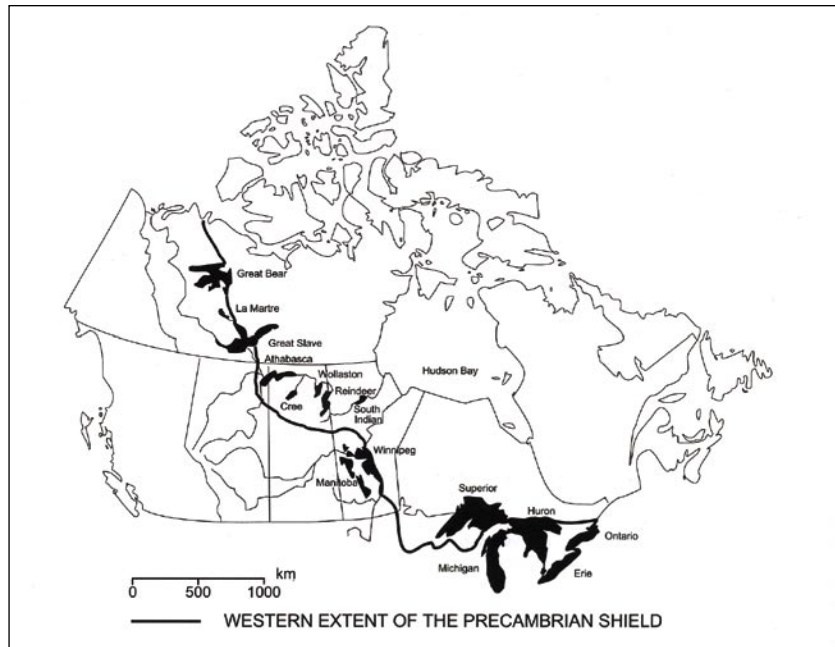 Great Bear
La Martre
Great Slave
Athabasca
Wollaston
Reindeer
Hudson Bay
Cree
South
Indian
Winnipeg
Manitoba
Superior
Huron
Ontario
Michigan
Erie
km
0 500 1000
WESTERN EXTENT OF THE PRECAMBRIAN SHIELD